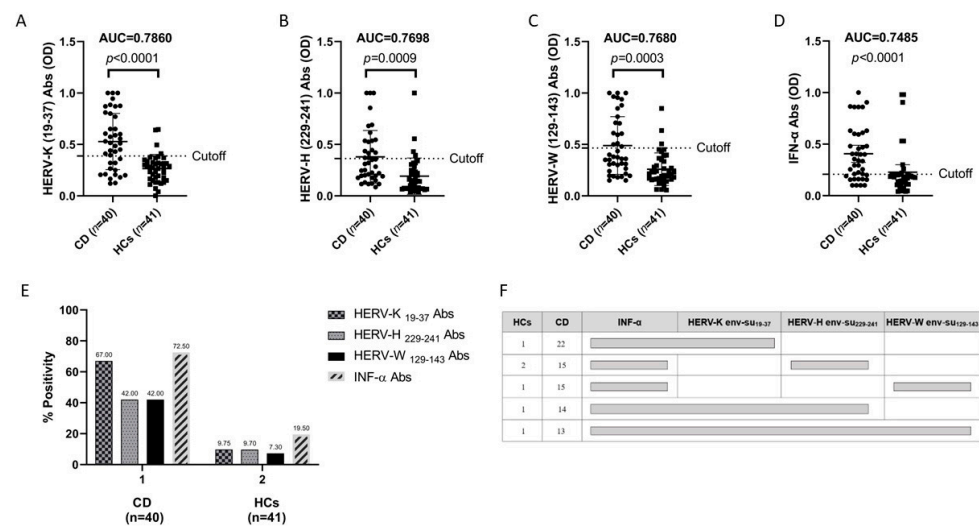 A
AUC=0.7860
p<0.0001
HERV-K (19-37) Abs (OD)
1.5
1.0
0.5
0.0
Cutoff
CD (n=40)
HCs (n=41)
B
AUC=0.7698
p=0.0009
HERV-H (229-241) Abs (OD)
1.5
1.0
0.5
0.0
Cutoff
CD (n=40)
HCs (n=41)
C
AUC=0.7680
p=0.0003
HERV-W (129-143) Abs (OD)
1.5
1.0
0.5
0.0
Cutoff
CD (n=40)
HCs (n=41)
D
AUC=0.7485
p<0.0001
IFN-α Abs (OD)
1.5
1.0
0.5
0.0
Cutoff
CD (n=40)
HCs (n=41)
E
% Positivity
100
80
60
40
20
0
67.00
42.00
42.00
72.50
9.75
9.70
7.30
19.50
1
2
CD
(n=40)
HCs
(n=41)
HERV-K 19-37 Abs
HERV-H 229-241 Abs
HERV-W 129-143 Abs
INF-α Abs
F
HCs CD INF-α HERV-K env-su19-37 HERV-H env-su229-241 HERV-W env-su129-143
1 22
2 15
1 15
1 14
1 13